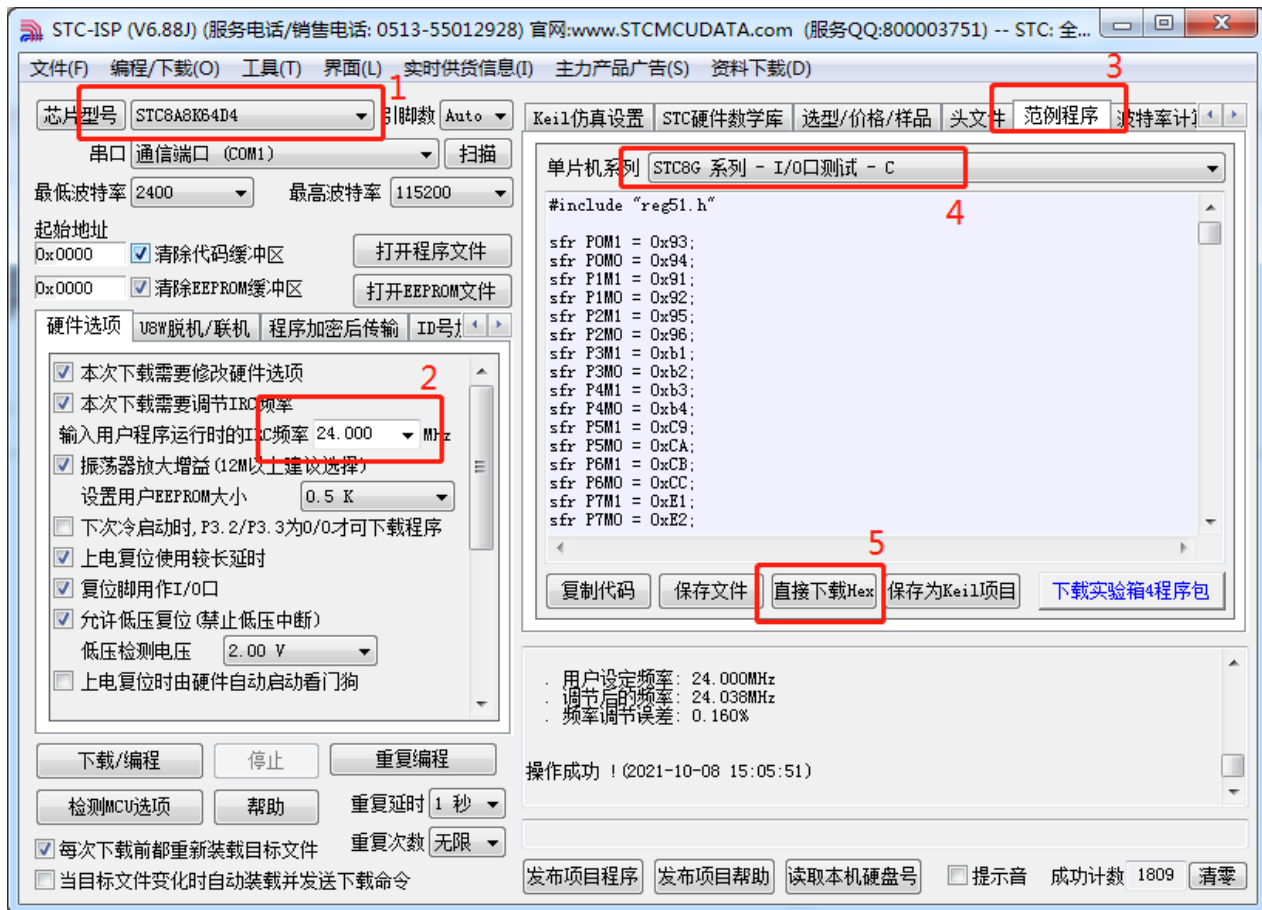 STC-ISP (V6.88J) (服务电话/销售电话: 0513-55012928) 官网:www.STCMCUDATA.com (服务QQ:800003751) -- STC: 全...
文件(F) 编程/下载(O) 工具(T) 界面(L) 实时供货信息(I) 主力产品广告(S) 资料下载(D)
1
3
芯片型号 STC8A8K64D4 引脚数 Auto
串口 通信端口 (COM1) 扫描
最低波特率 2400 最高波特率 115200
起始地址
0x0000 清除代码缓冲区 打开程序文件
0x0000 清除EEPROM缓冲区 打开EEPROM文件
硬件选项 U8W脱机/联机 程序加密后传输 ID号
本次下载需要修改硬件选项
2
本次下载需要调节IRC频率
输入用户程序运行时的IRC频率 24.000 MHz
振荡器放大增益(12M以上建议选择)
设置用户EEPROM大小 0.5 K
下次冷启动时,P3.2/P3.3为0/0才可下载程序
上电复位使用较长延时
复位脚用作I/O口
允许低压复位(禁止低压中断)
低压检测电压 2.00 V
上电复位时由硬件自动启动看门狗
下载/编程 停止 重复编程
检测MCU选项 帮助 重复延时 1 秒
重复次数 无限
每次下载前都重新装载目标文件
当目标文件变化时自动装载并发送下载命令
Keil仿真设置 STC硬件数学库 选型/价格/样品 头文件 范例程序 波特率计
单片机系列 STC8G 系列 - I/O口测试 - C
4
#include "reg51.h"
sfr P0M1 = 0x93;
sfr P0M0 = 0x94;
sfr P1M1 = 0x91;
sfr P1M0 = 0x92;
sfr P2M1 = 0x95;
sfr P2M0 = 0x96;
sfr P3M1 = 0xb1;
sfr P3M0 = 0xb2;
sfr P4M1 = 0xb3;
sfr P4M0 = 0xb4;
sfr P5M1 = 0xC9;
sfr P5M0 = 0xCA;
sfr P6M1 = 0xCB;
sfr P6M0 = 0xCC;
sfr P7M1 = 0xE1;
sfr P7M0 = 0xE2;
5
复制代码 保存文件 直接下载Hex 保存为Keil项目 下载实验箱4程序包
. 用户设定频率: 24.000MHz
. 调节后的频率: 24.038MHz
. 频率调节误差: 0.160%
操作成功 !(2021-10-08 15:05:51)
发布项目程序 发布项目帮助 读取本机硬盘号 提示音 成功计数 1809 清零